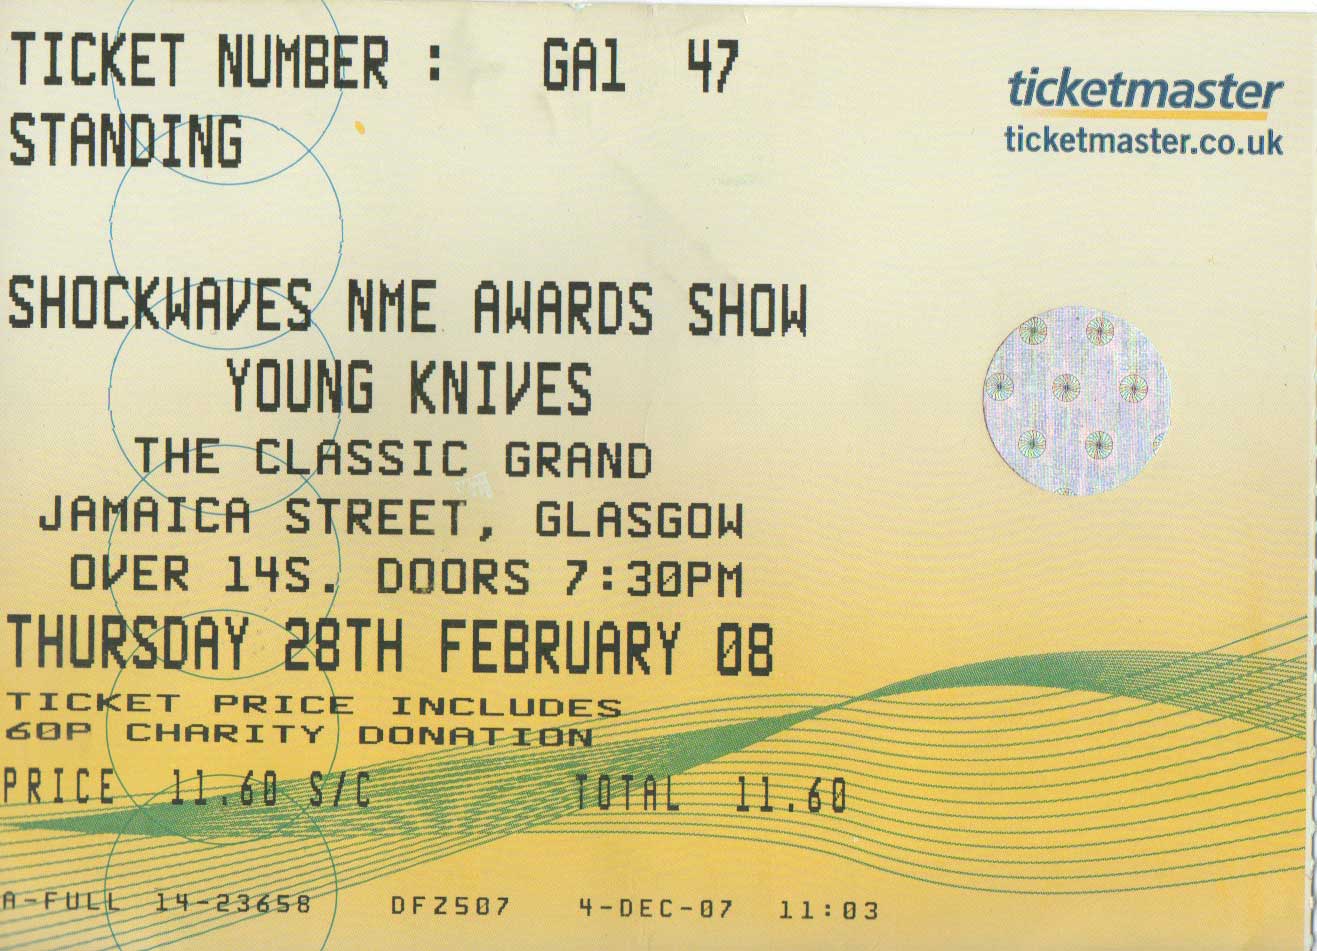 TICKET NUMBER : GA1 47
STANDING
ticketmaster
ticketmaster.co.uk
SHOCKWAVES NME AWARDS SHOW
YOUNG KNIVES
THE CLASSIC GRAND
JAMAICA STREET, GLASGOW
OVER 14S. DOORS 7:30PM
THURSDAY 28TH FEBRUARY 08
TICKET PRICE INCLUDES
60P CHARITY DONATION
PRICE 11.60 S/C TOTAL 11.60
A-FULL 14-23658 DFZ507 4-DEC-07 11:03